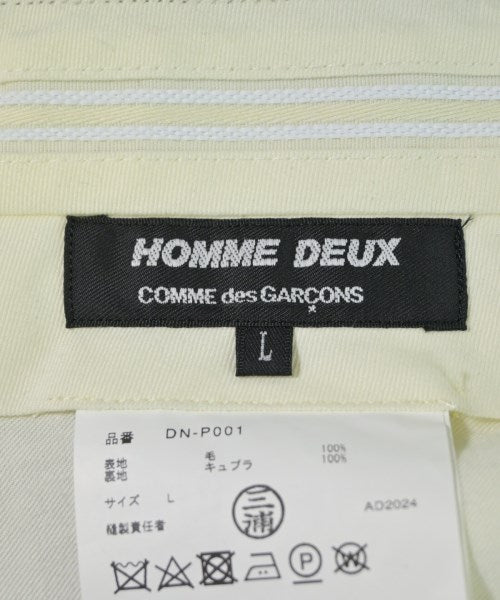 HOMME DEUX
COMME des GARÇONS
L
品番 DN-P001
表地 毛 100%
裏地 キュプラ 100%
サイズ L
三浦
AD2024
縫製責任者
P
W